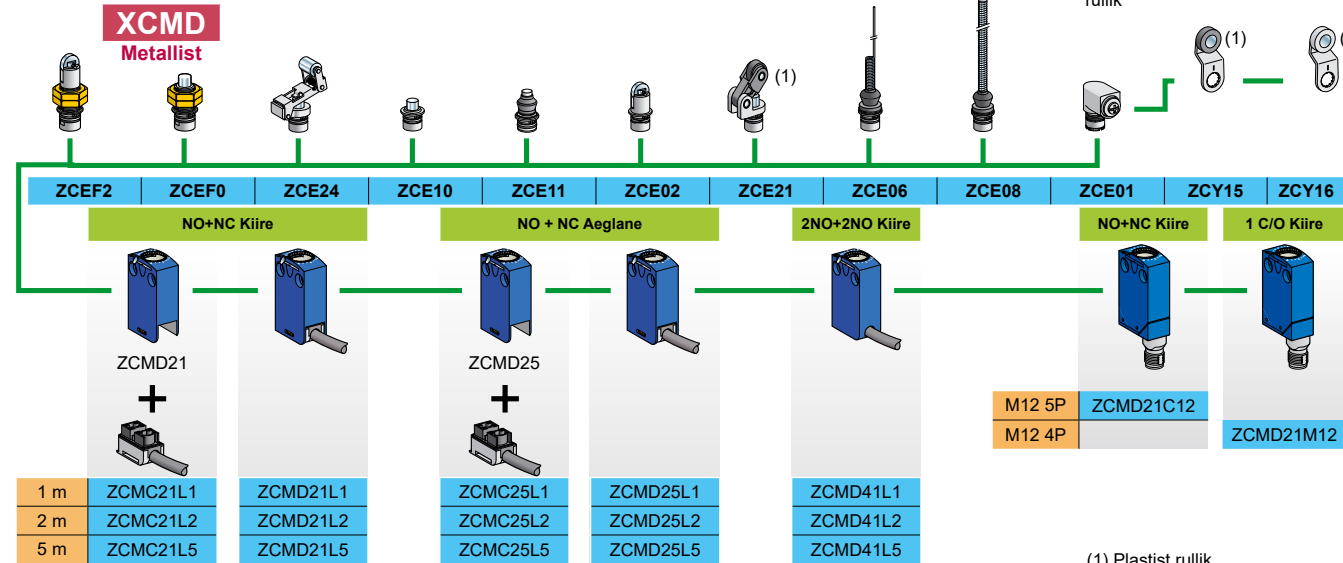 rullik
XCMD
Metallist
(1)
(1)
ZCEF2 ZCEF0 ZCE24 ZCE10 ZCE11 ZCE02 ZCE21 ZCE06 ZCE08 ZCE01 ZCY15 ZCY16
NO+NC Kiire NO + NC Aeglane 2NO+2NO Kiire NO+NC Kiire 1 C/O Kiire
ZCMD21 ZCMD25
+ +
M12 5P ZCMD21C12
M12 4P ZCMD21M12
1 m ZCMC21L1 ZCMD21L1 ZCMC25L1 ZCMD25L1 ZCMD41L1
2 m ZCMC21L2 ZCMD21L2 ZCMC25L2 ZCMD25L2 ZCMD41L2
5 m ZCMC21L5 ZCMD21L5 ZCMC25L5 ZCMD25L5 ZCMD41L5
(1) Plastist rullik